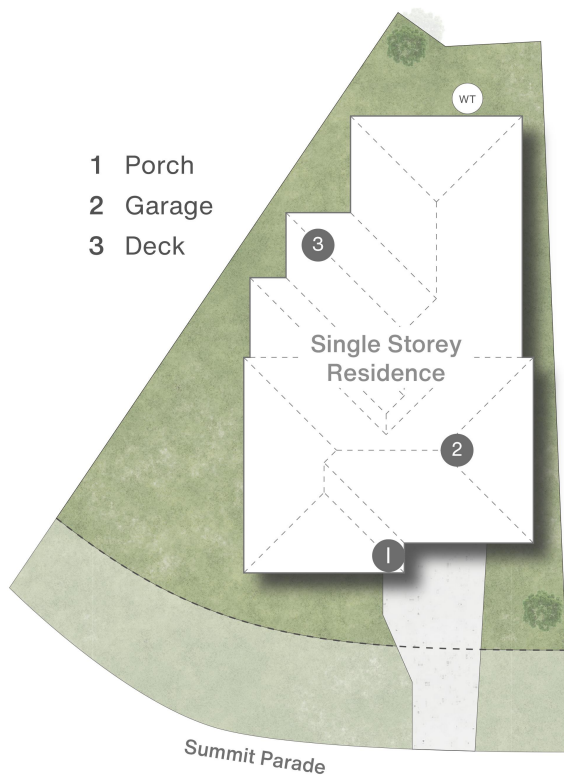 WT
1 Porch
2 Garage
3 Deck
3
Single Storey
Residence
2
1
Summit Parade